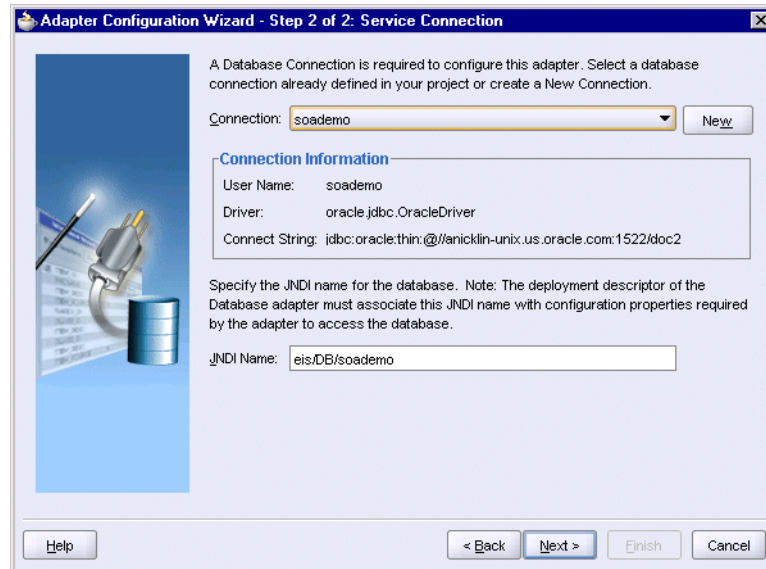 Adapter Configuration Wizard - Step 2 of 2: Service Connection
A Database Connection is required to configure this adapter. Select a database
connection already defined in your project or create a New Connection.
Connection: soademo New
Connection Information
User Name: soademo
Driver: oracle.jdbc.OracleDriver
Connect String: jdbc:oracle:thin:@//anicklin-unix.us.oracle.com:1522/doc2
Specify the JNDI name for the database. Note: The deployment descriptor of the
Database adapter must associate this JNDI name with configuration properties required
by the adapter to access the database.
JNDI Name: eis/DB/soademo
Help < Back Next > Finish Cancel